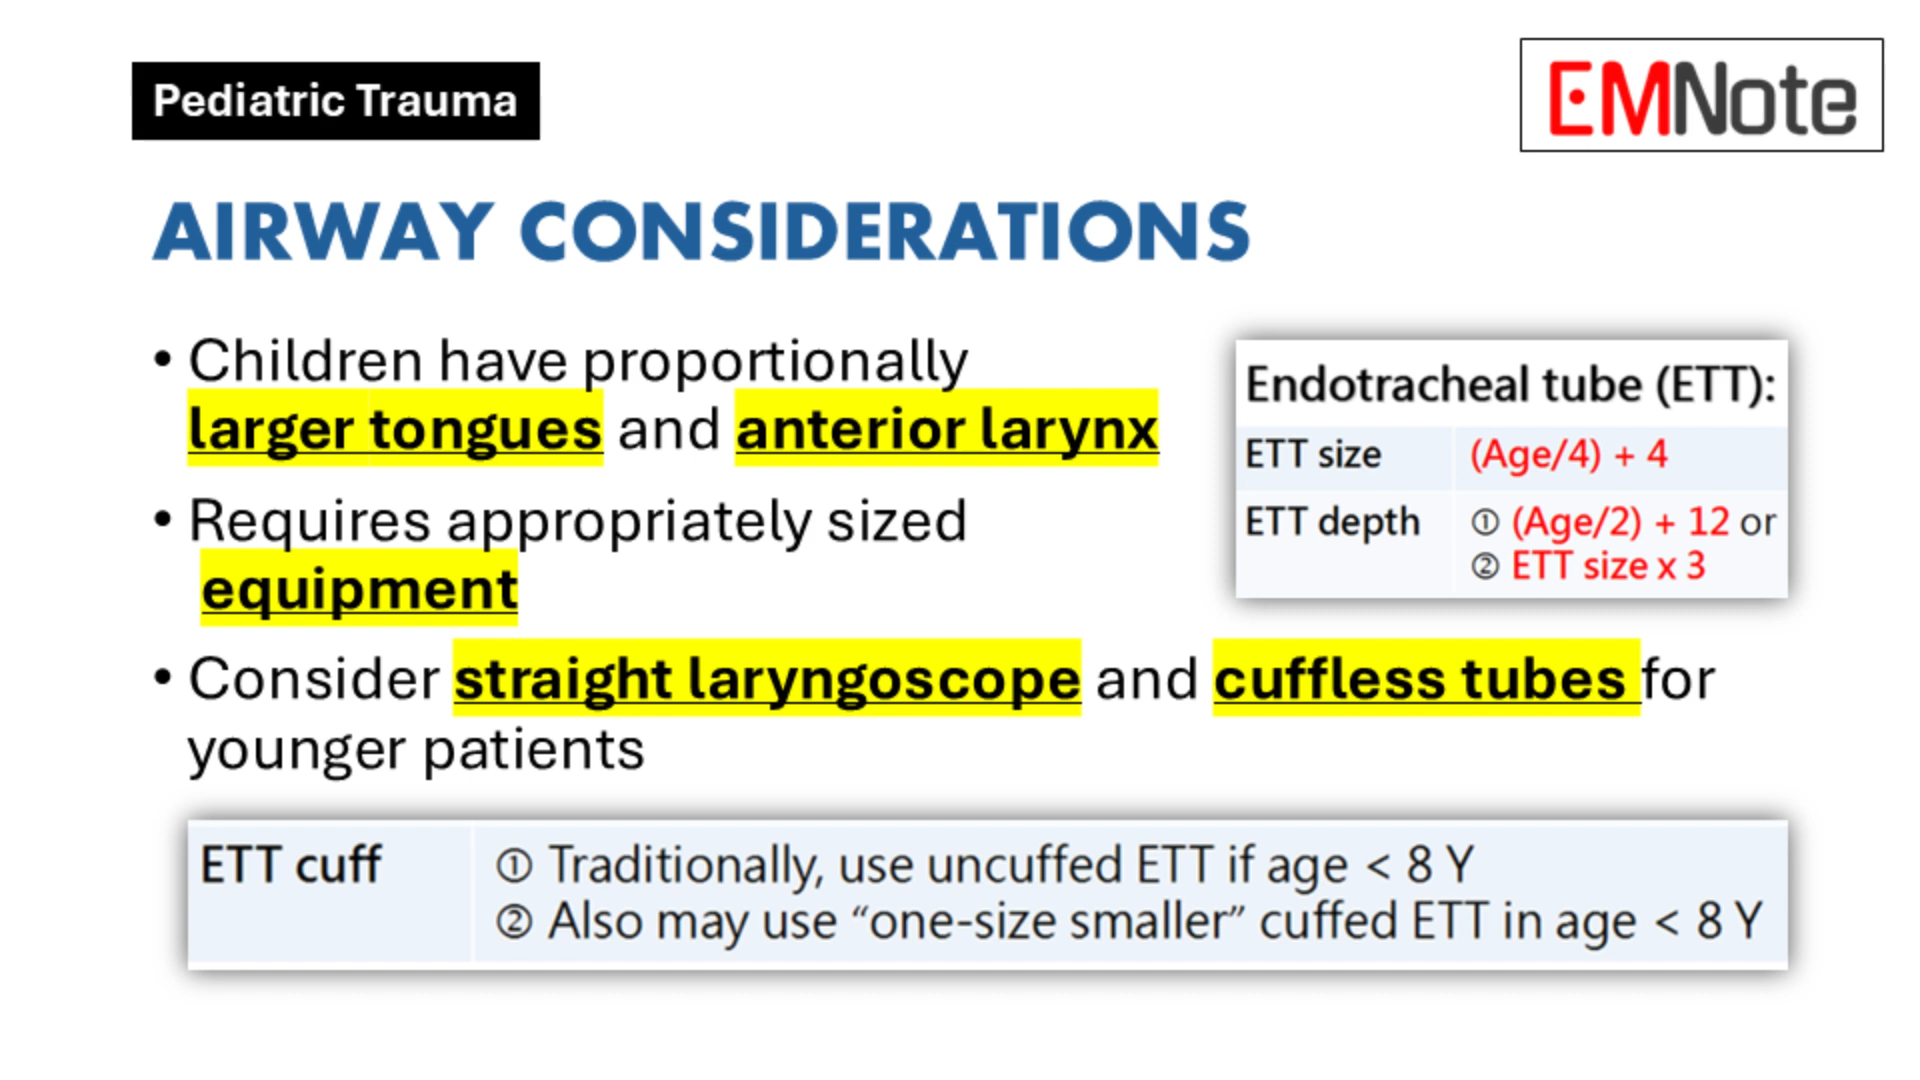 Pediatric Trauma
EMNote
AIRWAY CONSIDERATIONS
• Children have proportionally
larger tongues and anterior larynx
• Requires appropriately sized
equipment
• Consider straight laryngoscope and cuffless tubes for
younger patients
Endotracheal tube (ETT):
ETT size (Age/4) + 4
ETT depth ① (Age/2) + 12 or
② ETT size x 3
ETT cuff ① Traditionally, use uncuffed ETT if age < 8 Y
② Also may use “one-size smaller” cuffed ETT in age < 8 Y